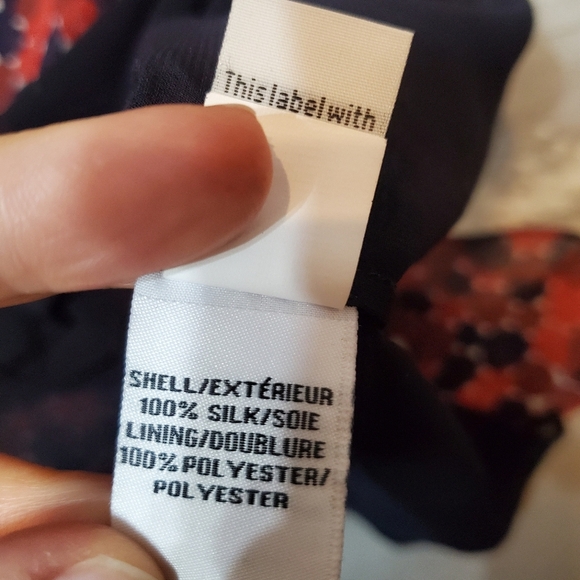 This label with
SHELL/EXTÉRIEUR
100% SILK/SOIE
LINING/DOUBLURE
100% POLYESTER/
POLYESTER